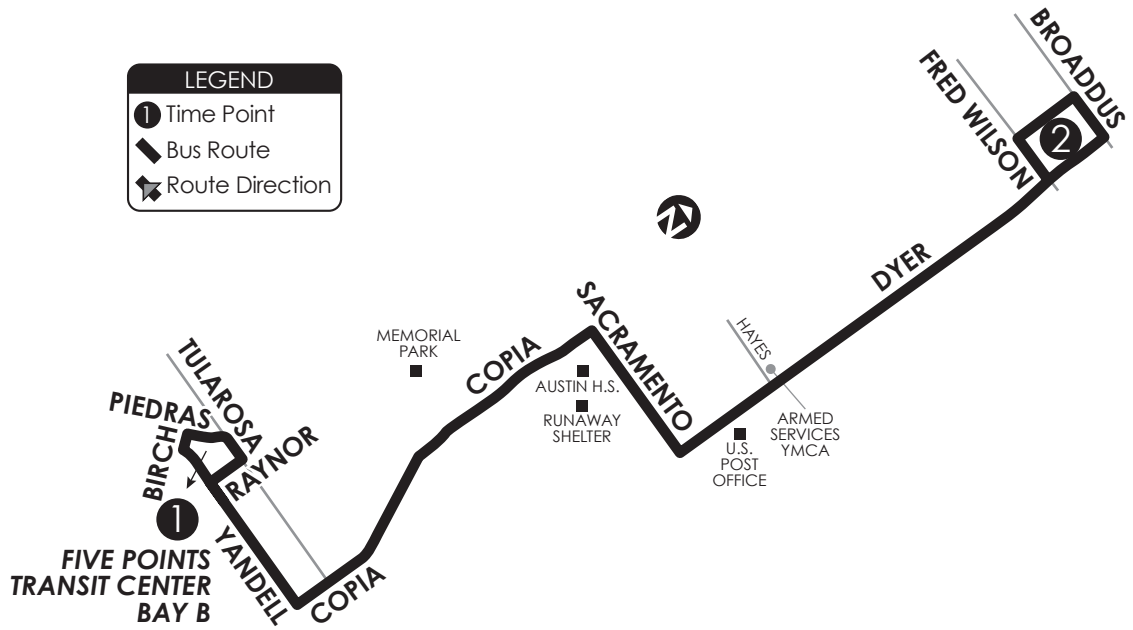 LEGEND
1 Time Point
Bus Route
Route Direction
BROADDUS
FRED WILSON
2
N
DYER
SACRAMENTO
HAYES
MEMORIAL
PARK
COPIA
AUSTIN H.S.
RUNAWAY
SHELTER
ARMED
SERVICES
YMCA
U.S.
POST
OFFICE
TULAROSA
PIEDRAS
BIRCH
RAYNOR
1
FIVE POINTS
TRANSIT CENTER
BAY B
YANDELL
COPIA